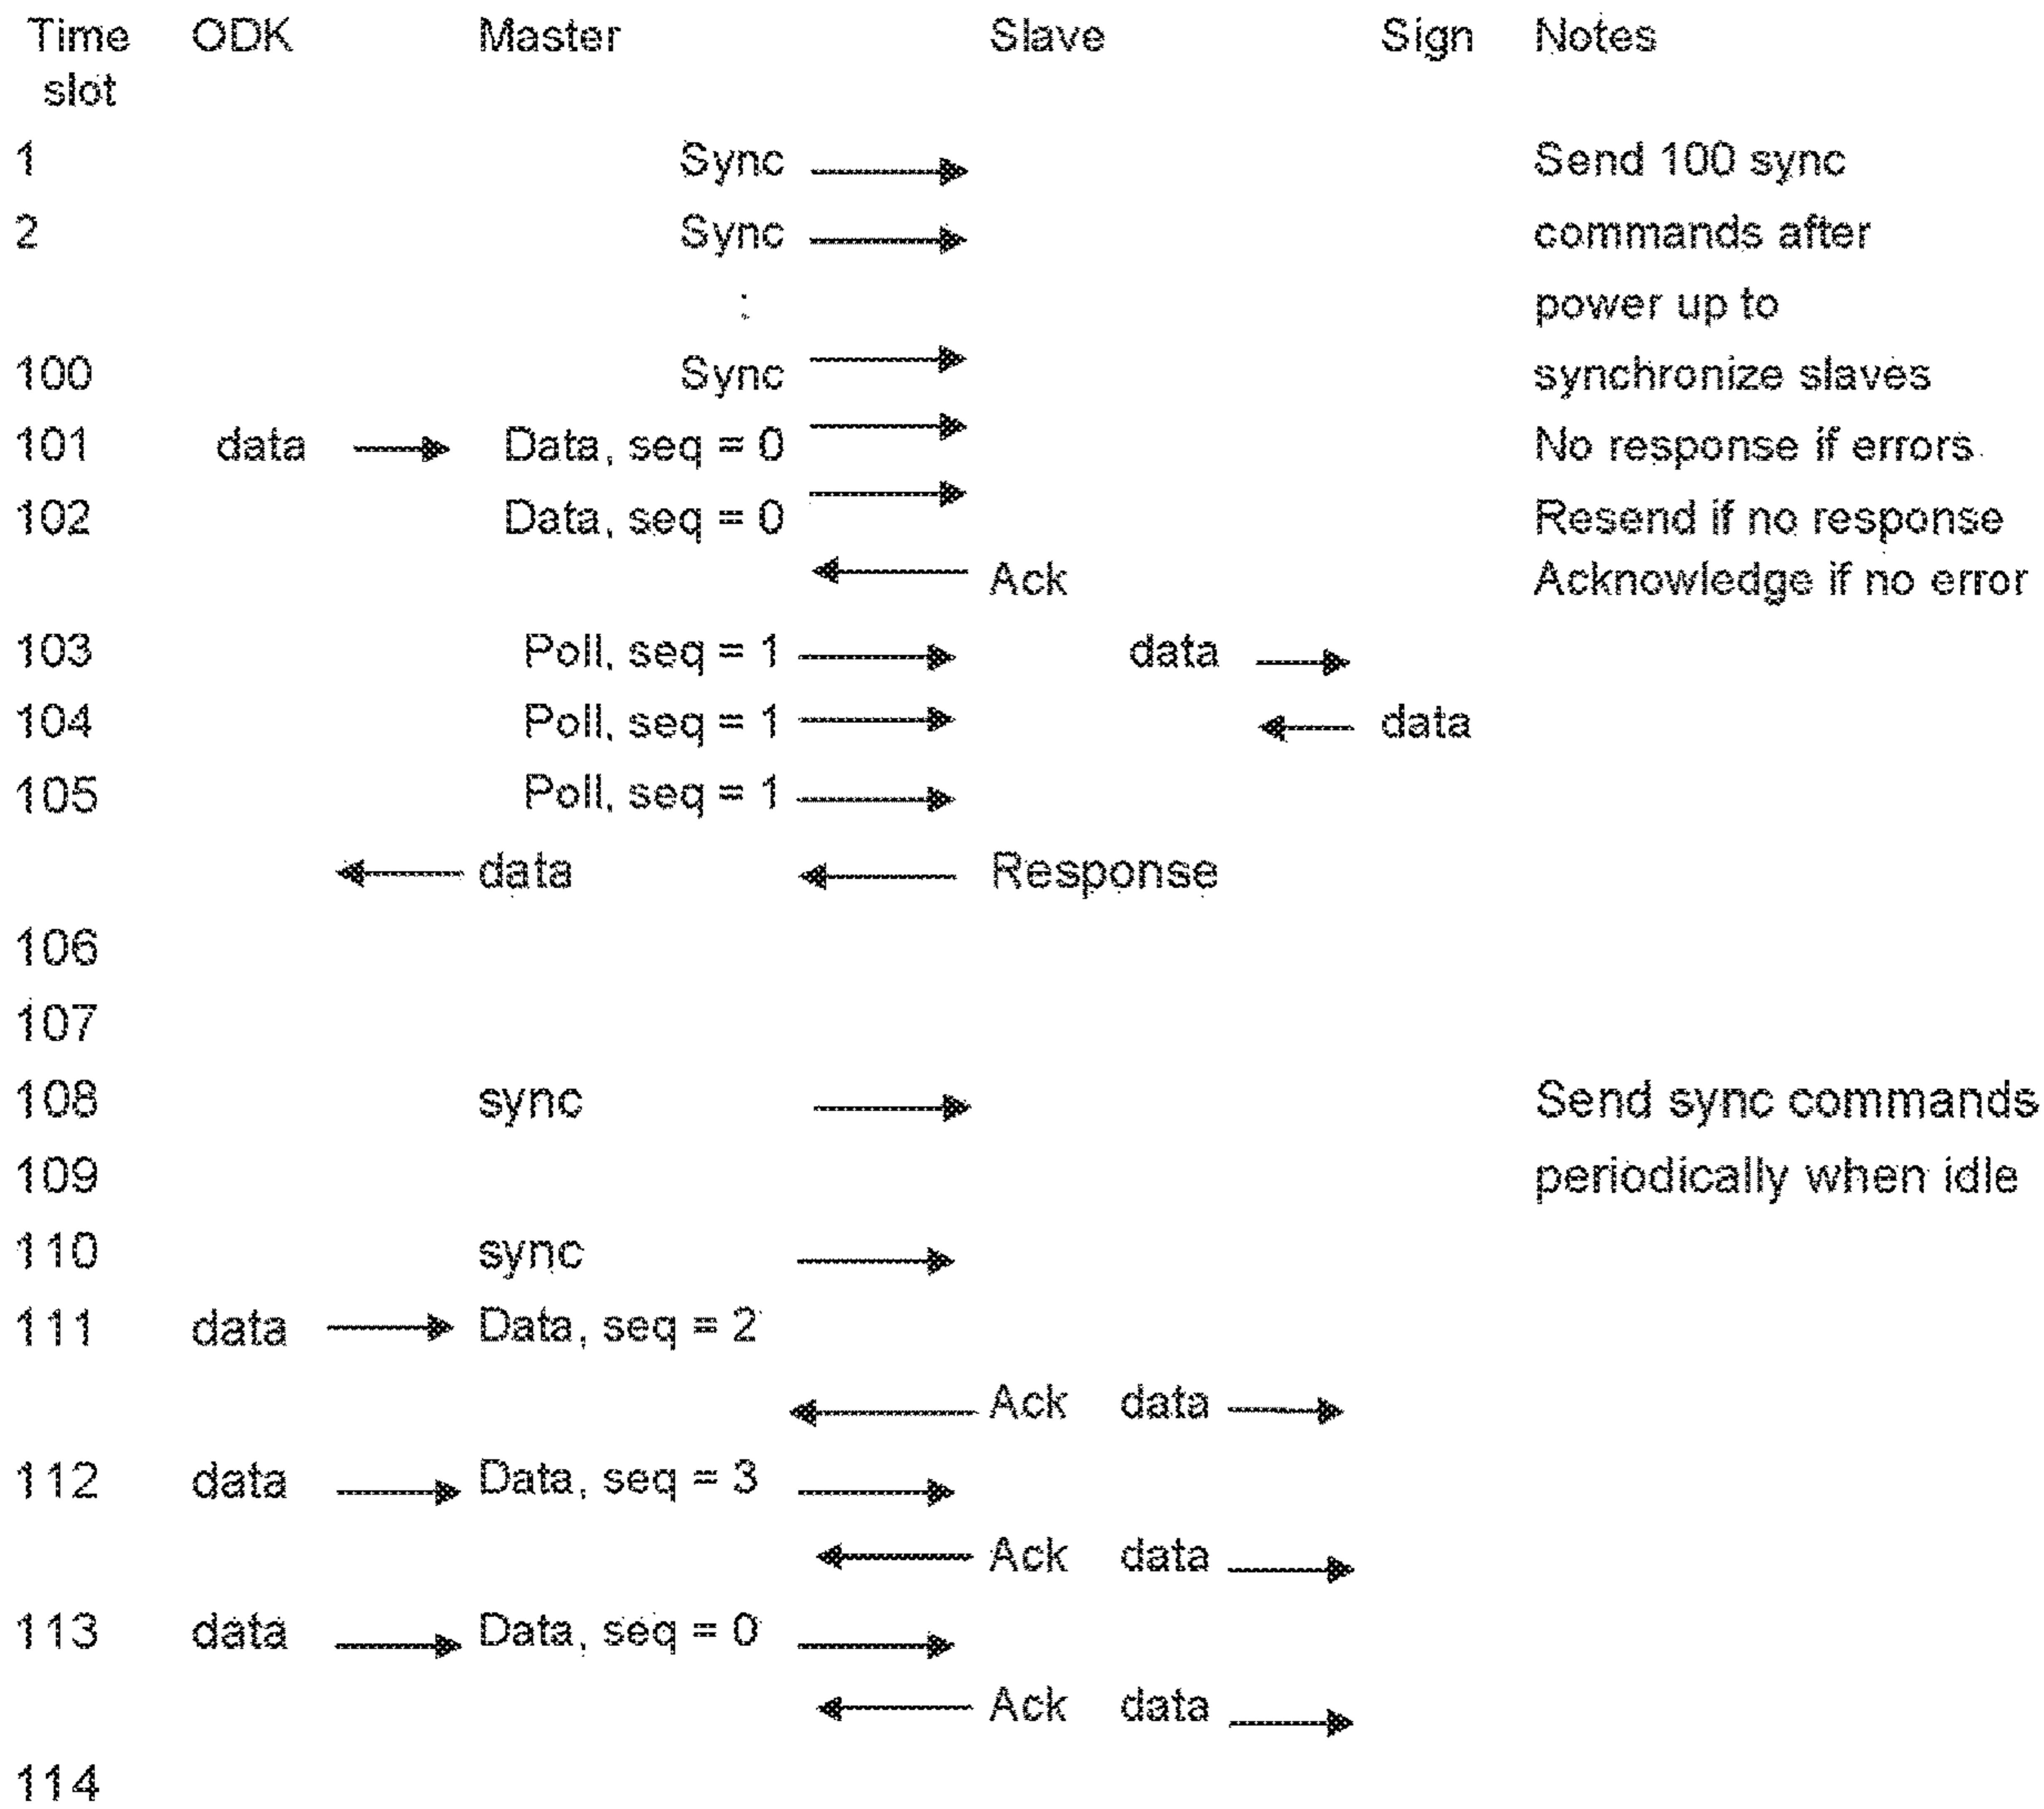 Time ODK Master Slave Sign Notes
slot
1 Sync Send 100 sync
2 Sync commands after
: power up to
100 Sync synchronize slaves
101 data Data, seq = 0 No response if errors
102 Data, seq = 0 Resend if no response
Ack Acknowledge if no error
103 Poll, seq = 1 data
104 Poll, seq = 1 data
105 Poll, seq = 1
data Response
106
107
108 sync Send sync commands
109 periodically when idle
110 sync
111 data Data, seq = 2
Ack data
112 data Data, seq = 3
Ack data
113 data Data, seq = 0
Ack data
114